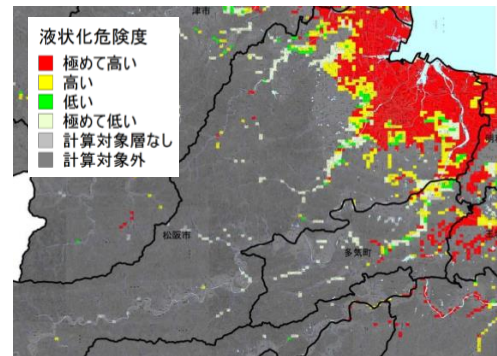 津市
液状化危険度
極めて高い
高い
低い
極めて低い
計算対象層なし
計算対象外
松阪市
多気町